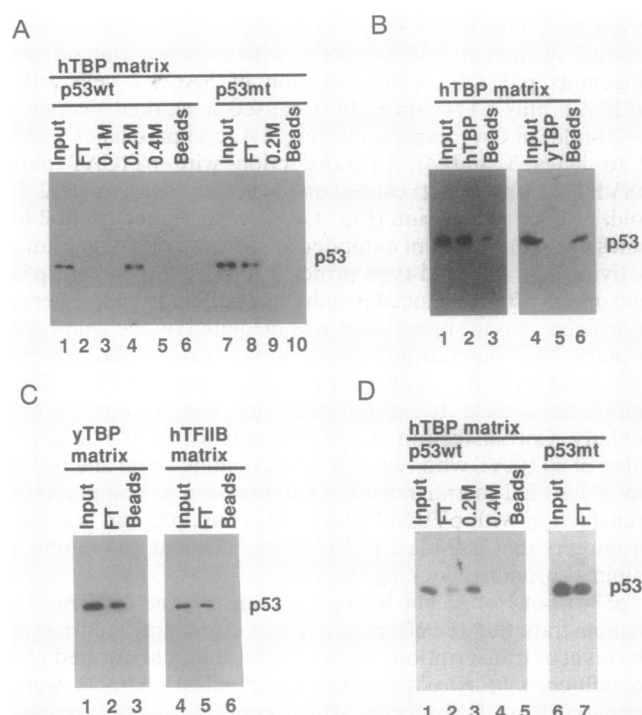 A
hTBP matrix
p53wt p53mt
Input FT 0.1M 0.2M 0.4M Beads Input FT 0.2M Beads
p53
1 2 3 4 5 6 7 8 9 10
B
hTBP matrix
Input hTBP Beads Input yTBP Beads
p53
1 2 3 4 5 6
C
yTBP hTFIIB
matrix matrix
Input FT Beads Input FT Beads
p53
1 2 3 4 5 6
D
hTBP matrix
p53wt p53mt
Input FT 0.2M 0.4M Beads Input FT
p53
1 2 3 4 5 6 7